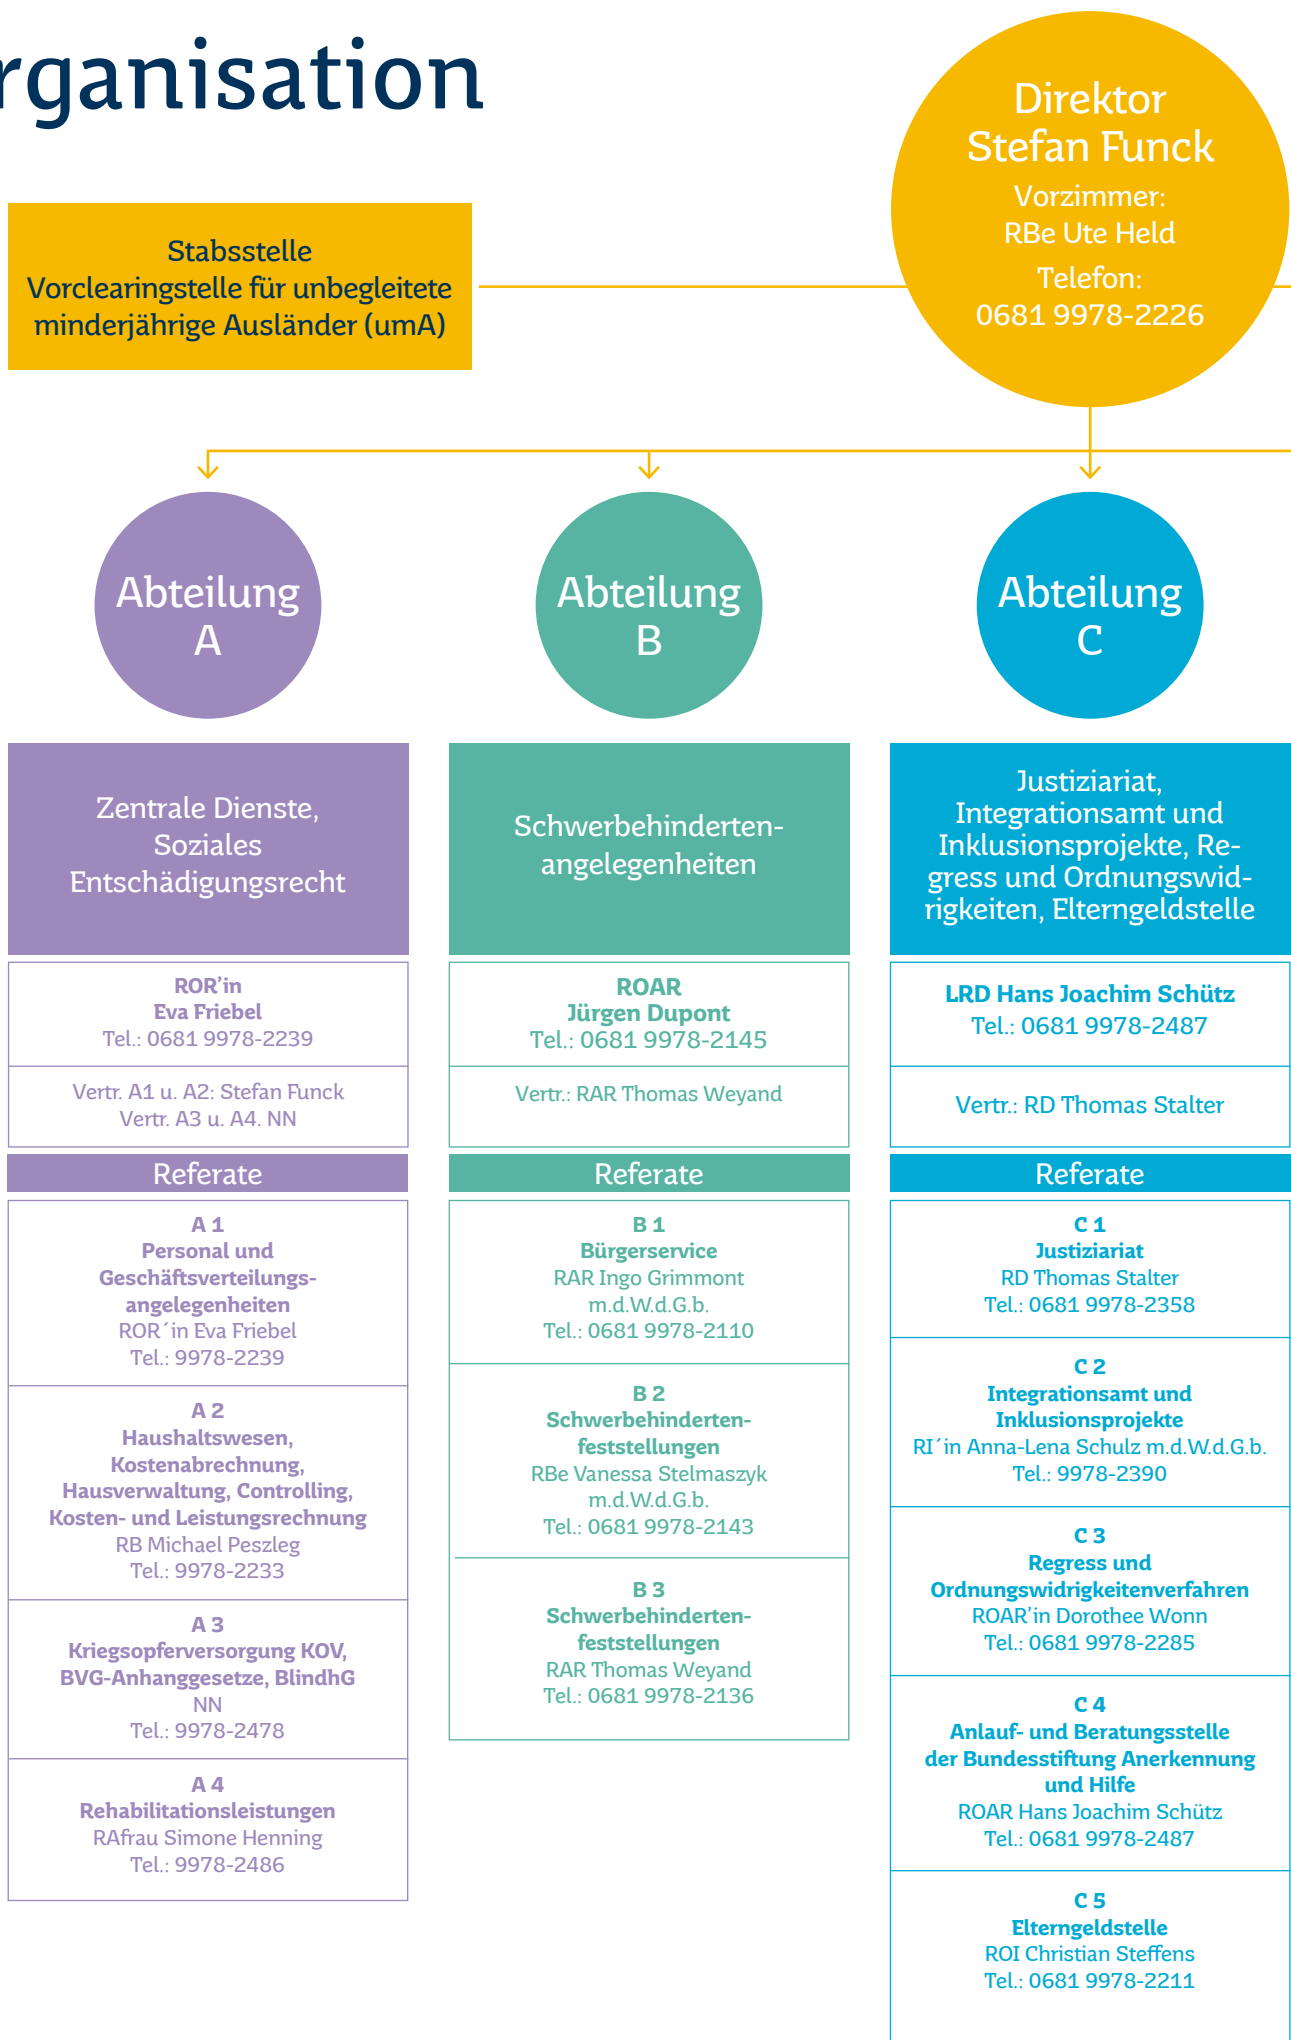 rganisation
Direktor
Stefan Funck
Vorzimmer:
RBe Ute Held
Telefon:
0681 9978-2226
Stabsstelle
Vorclearingstelle für unbegleitete
minderjährige Ausländer (umA)
Abteilung
A
Zentrale Dienste,
Soziales
Entschädigungsrecht
ROR’in
Eva Friebel
Tel.: 0681 9978-2239
Vertr. A1 u. A2: Stefan Funck
Vertr. A3 u. A4. NN
Referate
A 1
Personal und
Geschäftsverteilungs-
angelegenheiten
ROR´in Eva Friebel
Tel.: 9978-2239
A 2
Haushaltswesen,
Kostenabrechnung,
Hausverwaltung, Controlling,
Kosten- und Leistungsrechnung
RB Michael Peszleg
Tel.: 9978-2233
A 3
Kriegsopferversorgung KOV,
BVG-Anhanggesetze, BlindhG
NN
Tel.: 9978-2478
A 4
Rehabilitationsleistungen
RAfrau Simone Henning
Tel.: 9978-2486
Abteilung
B
Schwerbehinderten-
angelegenheiten
ROAR
Jürgen Dupont
Tel.: 0681 9978-2145
Vertr.: RAR Thomas Weyand
Referate
B 1
Bürgerservice
RAR Ingo Grimmont
m.d.W.d.G.b.
Tel.: 0681 9978-2110
B 2
Schwerbehinderten-
feststellungen
RBe Vanessa Stelmaszyk
m.d.W.d.G.b.
Tel.: 0681 9978-2143
B 3
Schwerbehinderten-
feststellungen
RAR Thomas Weyand
Tel.: 0681 9978-2136
Abteilung
C
Justiziariat,
Integrationsamt und
Inklusionsprojekte, Re-
gress und Ordnungswid-
rigkeiten, Elterngeldstelle
LRD Hans Joachim Schütz
Tel.: 0681 9978-2487
Vertr.: RD Thomas Stalter
Referate
C 1
Justiziariat
RD Thomas Stalter
Tel.: 0681 9978-2358
C 2
Integrationsamt und
Inklusionsprojekte
RI´in Anna-Lena Schulz m.d.W.d.G.b.
Tel.: 9978-2390
C 3
Regress und
Ordnungswidrigkeitenverfahren
ROAR’in Dorothee Wonn
Tel.: 0681 9978-2285
C 4
Anlauf- und Beratungsstelle
der Bundesstiftung Anerkennung
und Hilfe
ROAR Hans Joachim Schütz
Tel.: 0681 9978-2487
C 5
Elterngeldstelle
ROI Christian Steffens
Tel.: 0681 9978-2211